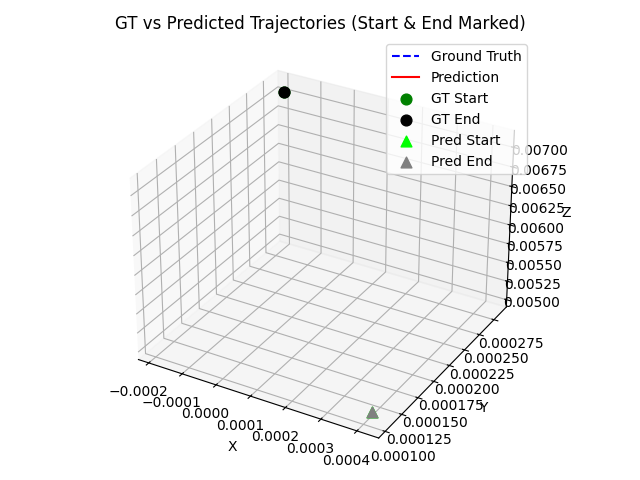 GT vs Predicted Trajectories (Start & End Marked)
Ground Truth
Prediction
GT Start
GT End
Pred Start
Pred End
0.00700
0.00675
0.00650
0.00625
Z
0.00600
0.00575
0.00550
0.00525
0.00500
0.000275
0.000250
0.000225
0.000200
0.000175
Y
0.000150
0.000125
0.000100
−0.0002
−0.0001
0.0000
0.0001
0.0002
0.0003
0.0004
X